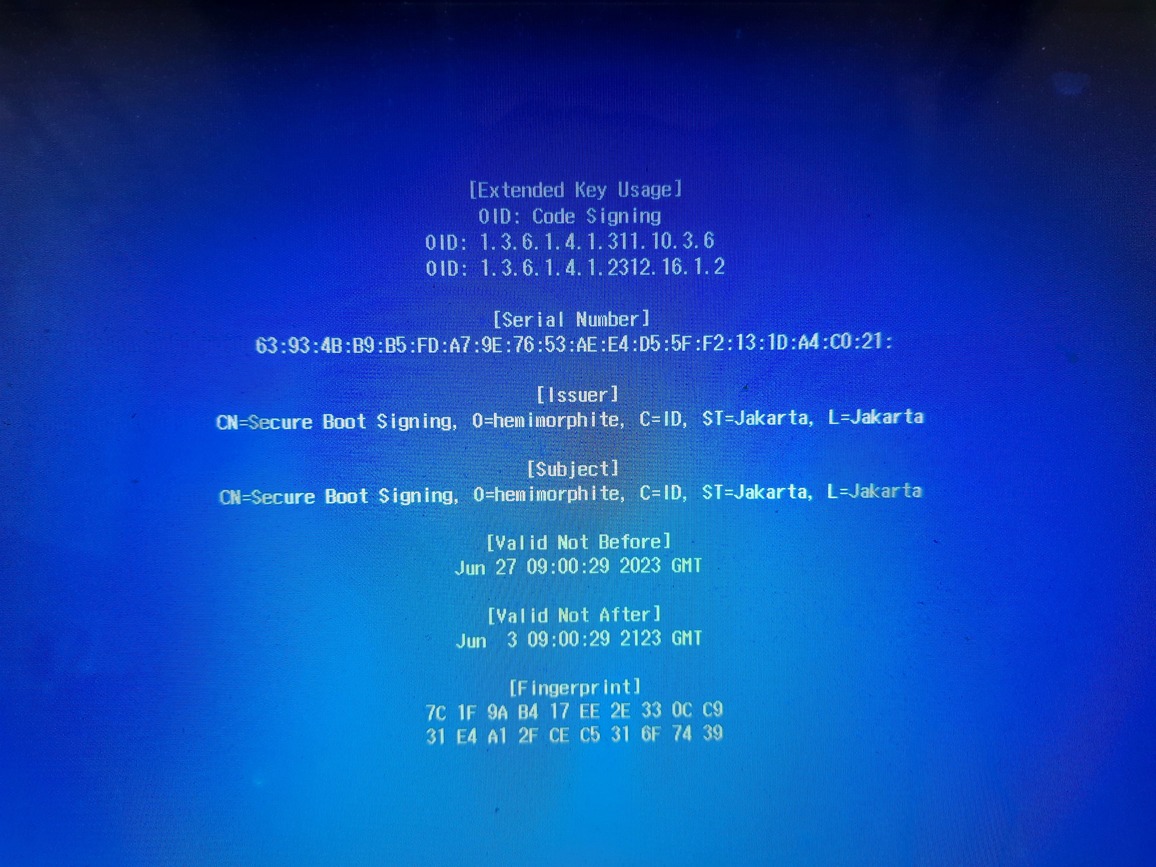 [Extended Key Usage]
OID: Code Signing
OID: 1.3.6.1.4.1.311.10.3.6
OID: 1.3.6.1.4.1.2312.16.1.2
[Serial Number]
63:93:4B:B9:B5:FD:A7:9E:76:53:AE:E4:D5:5F:F2:13:1D:A4:C0:21:
[Issuer]
CN=Secure Boot Signing, O=hemimorphite, C=ID, ST=Jakarta, L=Jakarta
[Subject]
CN=Secure Boot Signing, O=hemimorphite, C=ID, ST=Jakarta, L=Jakarta
[Valid Not Before]
Jun 27 09:00:29 2023 GMT
[Valid Not After]
Jun  3 09:00:29 2123 GMT
[Fingerprint]
7C 1F 9A B4 17 EE 2E 33 0C C9
31 E4 A1 2F CE C5 31 6F 74 39